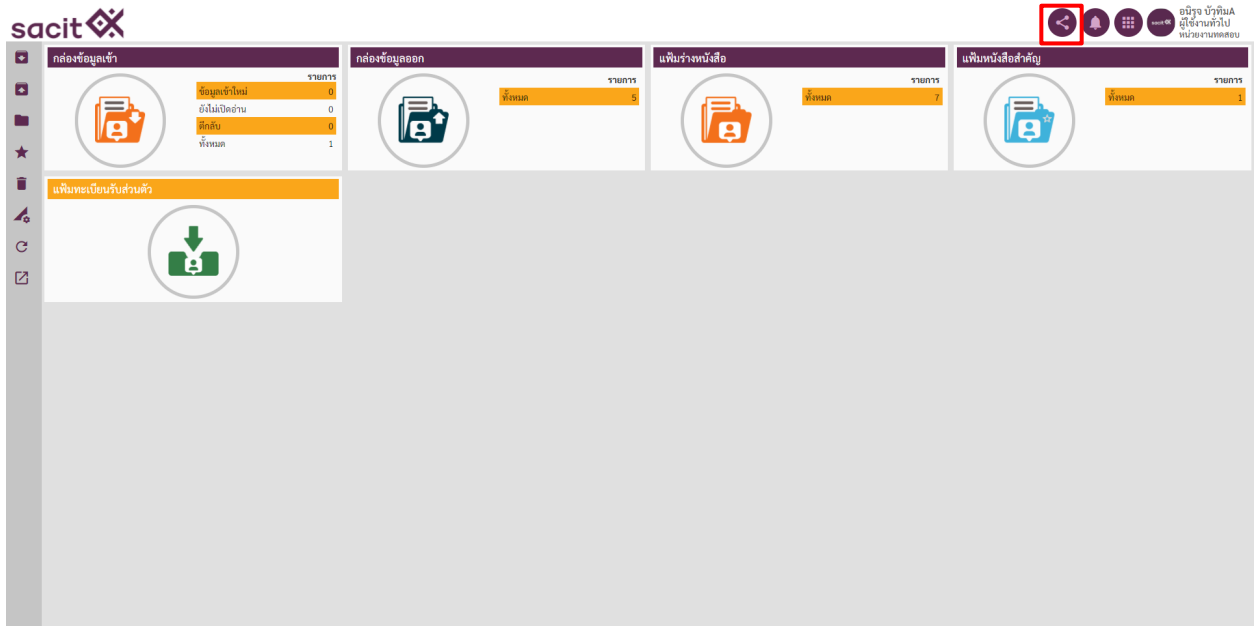 sacit
อนิรุจ บัวทิมA
ผู้ใช้งานทั่วไป
หน่วยงานทดสอบ
กล่องข้อมูลเข้า
รายการ
ข้อมูลเข้าใหม่ 0
ยังไม่เปิดอ่าน 0
ตีกลับ 0
ทั้งหมด 1
กล่องข้อมูลออก
รายการ
ทั้งหมด 5
แฟ้มร่างหนังสือ
รายการ
ทั้งหมด 7
แฟ้มหนังสือสำคัญ
รายการ
ทั้งหมด 1
แฟ้มทะเบียนรับส่วนตัว